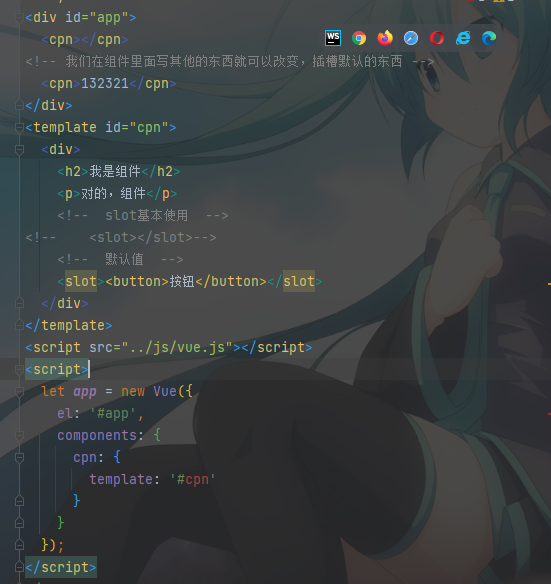 <div id="app">
<cpn></cpn>
WS
<!-- 我们在组件里面写其他的东西就可以改变，插槽默认的东西 -->
<cpn>132321</cpn>
</div>
<template id="cpn">
<div>
<h2>我是组件</h2>
<p>对的，组件</p>
<!--  slot基本使用  -->
<!--    <slot></slot>-->
<!--  默认值  -->
<slot><button>按钮</button></slot>
</div>
</template>
<script src="../js/vue.js"></script>
<script>
let app = new Vue({
el: '#app',
components: {
cpn: {
template: '#cpn'
}
}
});
</script>